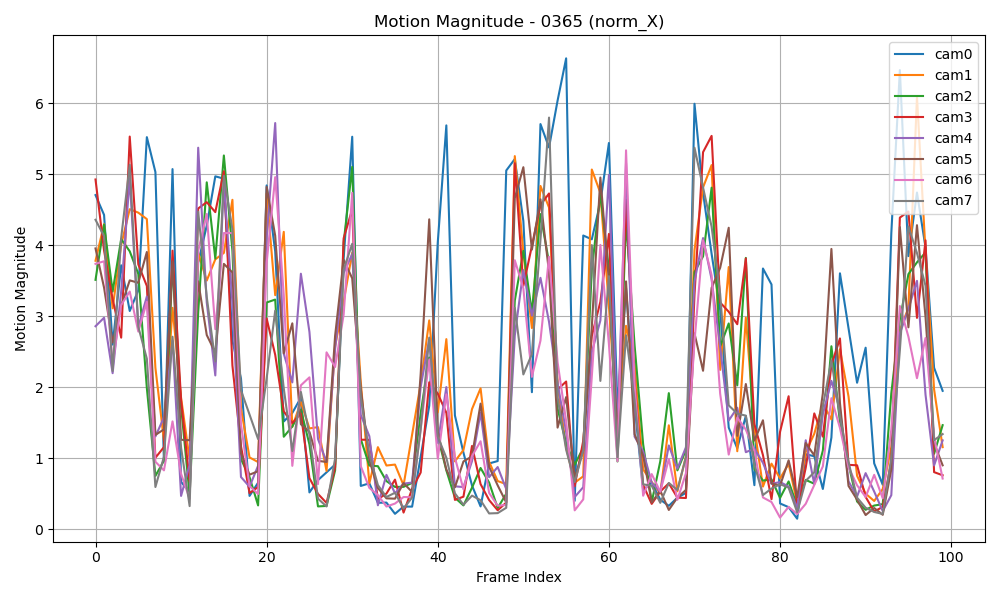 Motion Magnitude - 0365 (norm_X)
cam0
cam1
cam2
cam3
cam4
cam5
cam6
cam7
Motion Magnitude
6
5
4
3
2
1
0
0 20 40 60 80 100
Frame Index